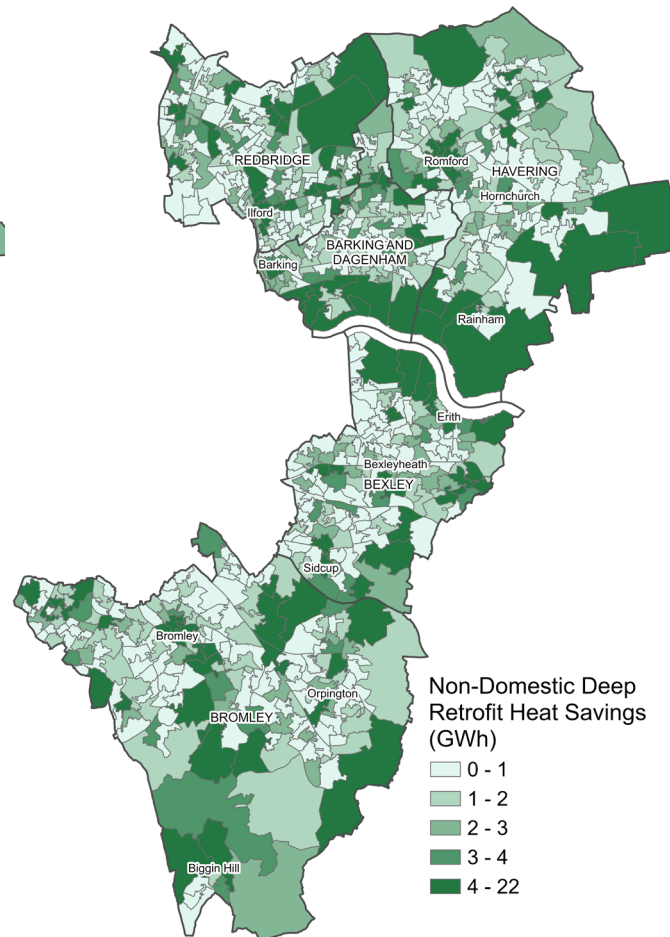 REDBRIDGE
Romford
HAVERING
Hornchurch
Ilford
BARKING AND
DAGENHAM
Barking
Rainham
Erith
Bexleyheath
BEXLEY
Sidcup
Bromley
Orpington
BROMLEY
Biggin Hill
Non-Domestic Deep
Retrofit Heat Savings
(GWh)
0 - 1
1 - 2
2 - 3
3 - 4
4 - 22